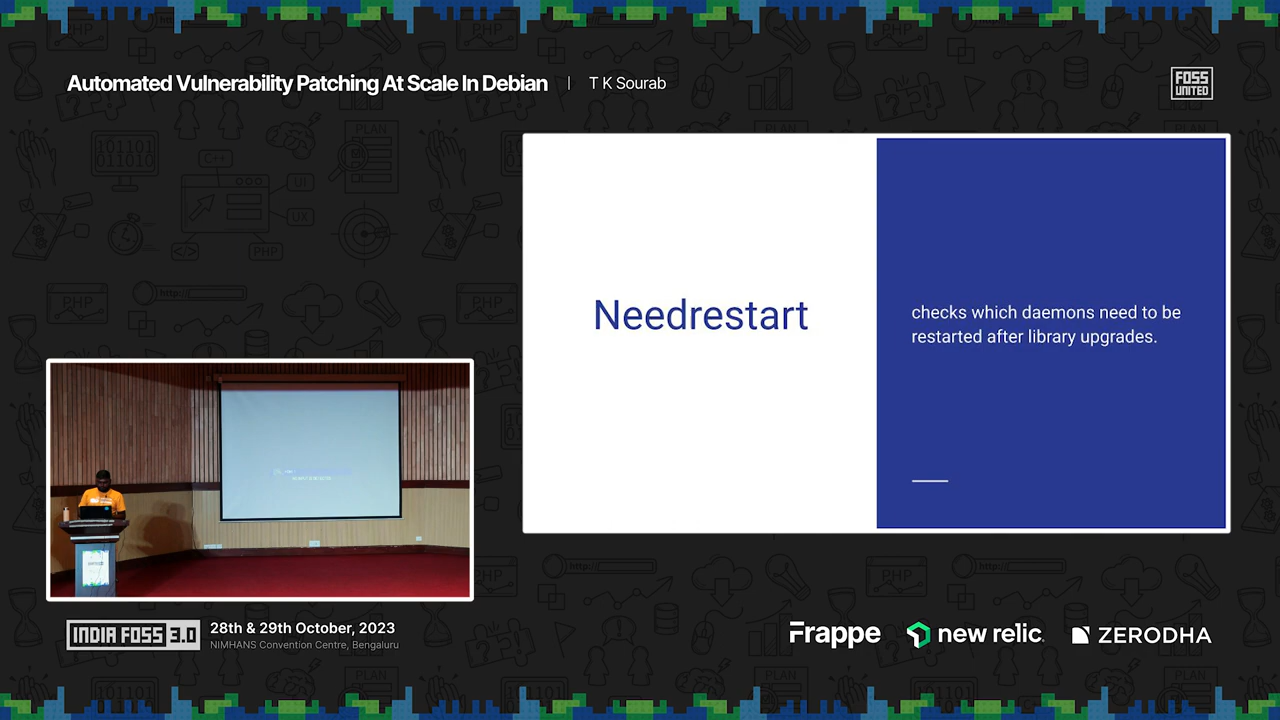 Automated Vulnerability Patching At Scale In Debian | T K Sourab
FOSS
UNITED
Needrestart
checks which daemons need to be
restarted after library upgrades.
INDIA FOSS 3.0
28th & 29th October, 2023
NIMHANS Convention Centre, Bengaluru
Frappe
new relic
ZERODHA